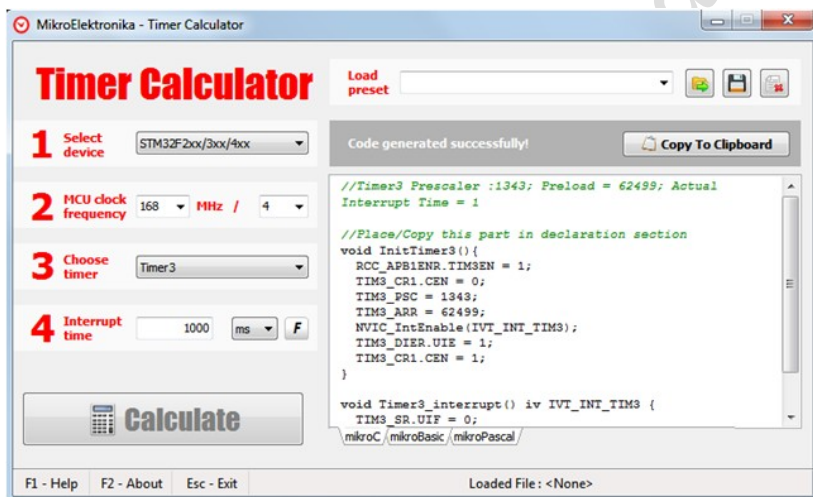 MikroElektronika - Timer Calculator
Timer Calculator
Load
preset
1 Select
device
STM32F2xx/3xx/4xx
Code generated successfully!
Copy To Clipboard
2 MCU clock
frequency
168 MHz / 4
3 Choose
timer
Timer3
4 Interrupt
time
1000 ms F
Calculate
//Timer3 Prescaler :1343; Preload = 62499; Actual
Interrupt Time = 1
//Place/Copy this part in declaration section
void InitTimer3(){
RCC_APB1ENR.TIM3EN = 1;
TIM3_CR1.CEN = 0;
TIM3_PSC = 1343;
TIM3_ARR = 62499;
NVIC_IntEnable(IVT_INT_TIM3);
TIM3_DIER.UIE = 1;
TIM3_CR1.CEN = 1;
}
void Timer3_interrupt() iv IVT_INT_TIM3 {
TIM3_SR.UIF = 0;
mikroC mikroBasic mikroPascal
F1 - Help F2 - About Esc - Exit Loaded File : <None>